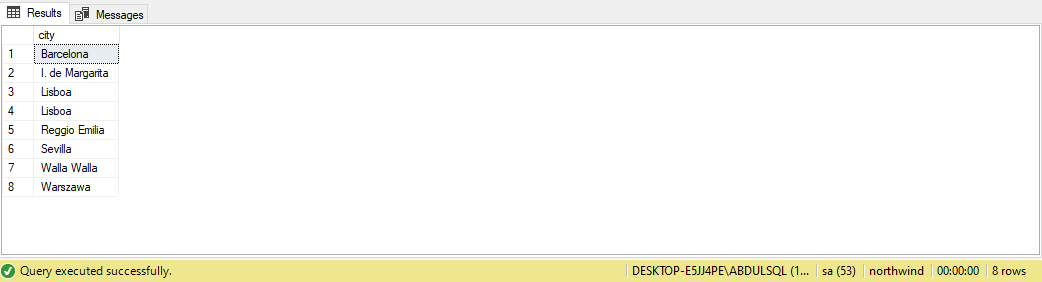 Results Messages
city
1 Barcelona
2 I. de Margarita
3 Lisboa
4 Lisboa
5 Reggio Emilia
6 Sevilla
7 Walla Walla
8 Warszawa
Query executed successfully. DESKTOP-E5JJ4PE\ABDULSQL (1... sa (53) northwind 00:00:00 8 rows